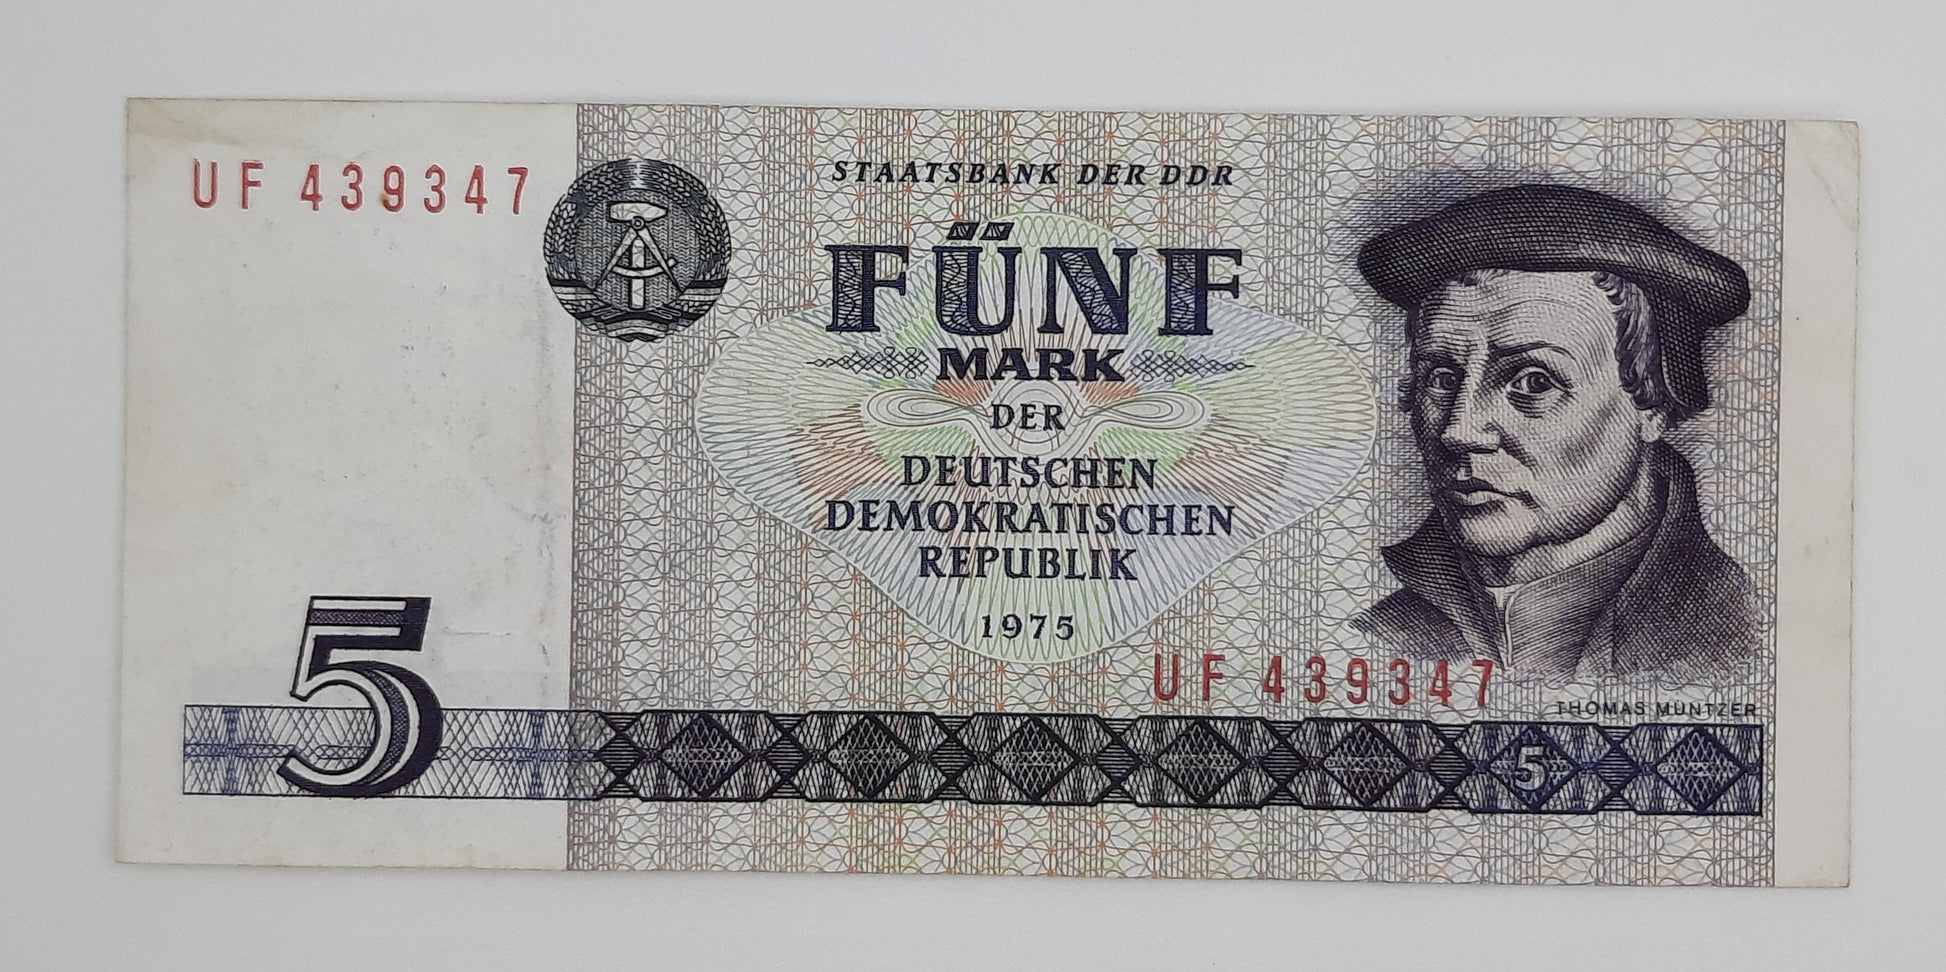 UF 439347
STAATSBANK DER DDR
FÜNF
MARK
DER
DEUTSCHEN
DEMOKRATISCHEN
REPUBLIK
1975
UF 439347
THOMAS MÜNTZER
5
5